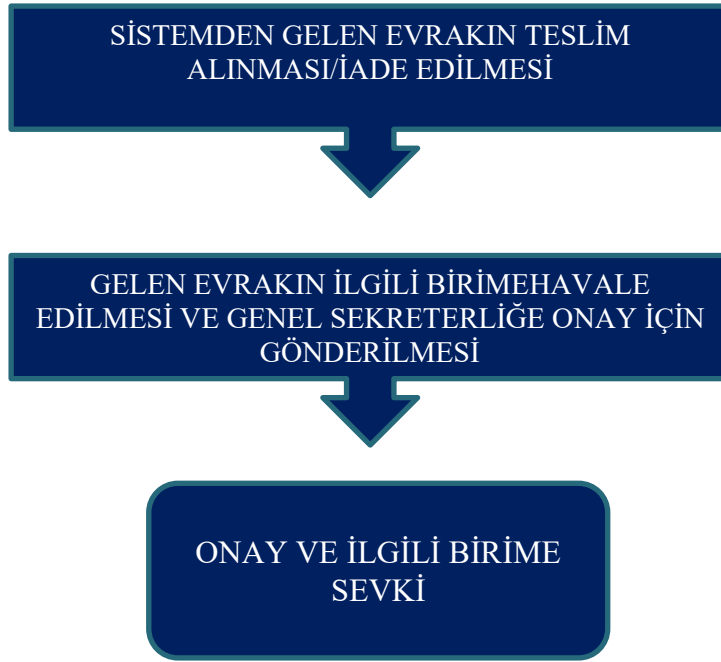 SİSTEMDEN GELEN EVRAKIN TESLİM
ALINMASI/İADE EDİLMESİ
GELEN EVRAKIN İLGİLİ BİRİMEHAVALE
EDİLMESİ VE GENEL SEKRETERLİĞE ONAY İÇİN
GÖNDERİLMESİ
ONAY VE İLGİLİ BİRİME
SEVKİ